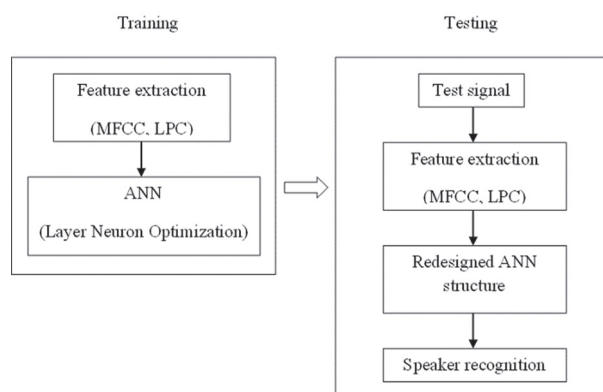 Training
Feature extraction
(MFCC, LPC)
ANN
(Layer Neuron Optimization)
Testing
Test signal
Feature extraction
(MFCC, LPC)
Redesigned ANN
structure
Speaker recognition